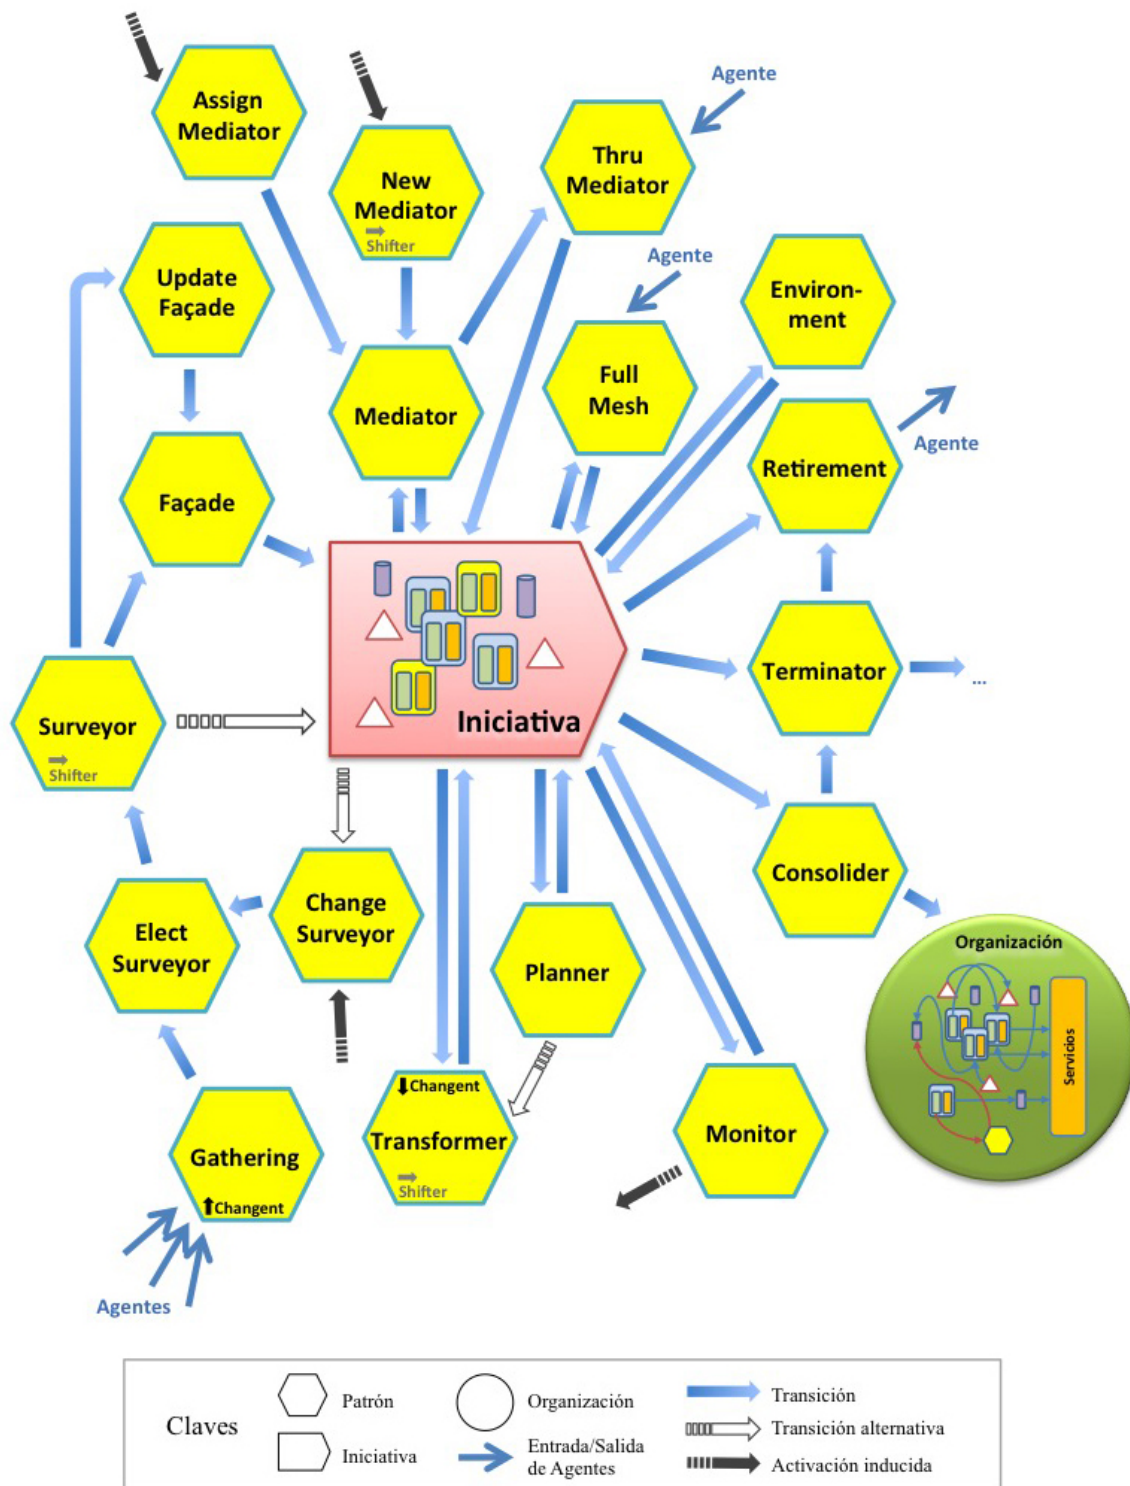 Assign
Mediator
New
Mediator
Shifter
Agente
Thru
Mediator
Update
Façade
Agente
Environ-
ment
Full
Mesh
Mediator
Retirement
Agente
Façade
Terminator
...
Surveyor
Shifter
Iniciativa
Consolider
Elect
Surveyor
Change
Surveyor
Planner
Organización
Servicios
Changent
Transformer
Shifter
Monitor
Gathering
Changent
Agentes
Claves
Patrón
Iniciativa
Organización
Entrada/Salida
de Agentes
Transición
Transición alternativa
Activación inducida